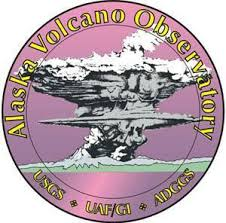 Alaska Volcano Observatory
USGS UAF/GI ADGGS